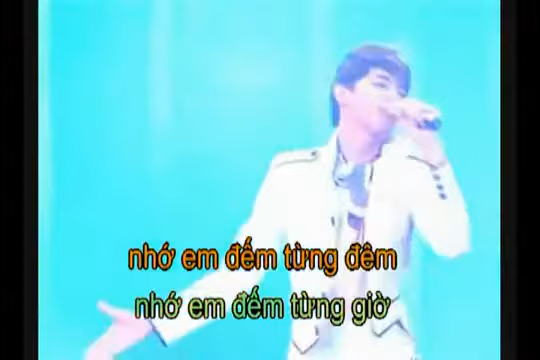 nhớ em đếm từng đêm
nhớ em đếm từng giờ